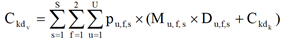 C_{kd_v} = \sum_{s=1}^{S} \sum_{f=1}^{2} \sum_{u=1}^{U} p_{u,f,s} \times (M_{u,f,s} \times D_{u,f,s} + C_{kd_k})